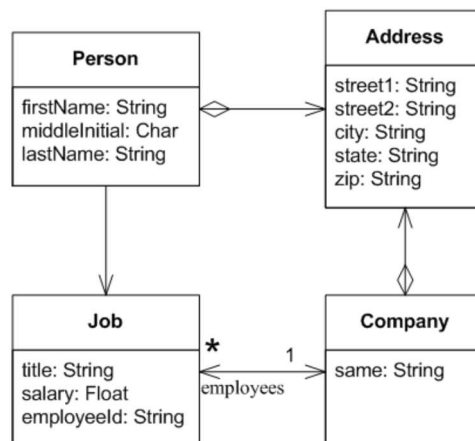 Person
firstName: String
middleInitial: Char
lastName: String
Address
street1: String
street2: String
city: String
state: String
zip: String
Job
title: String
salary: Float
employeeId: String
*
employees
1
Company
same: String